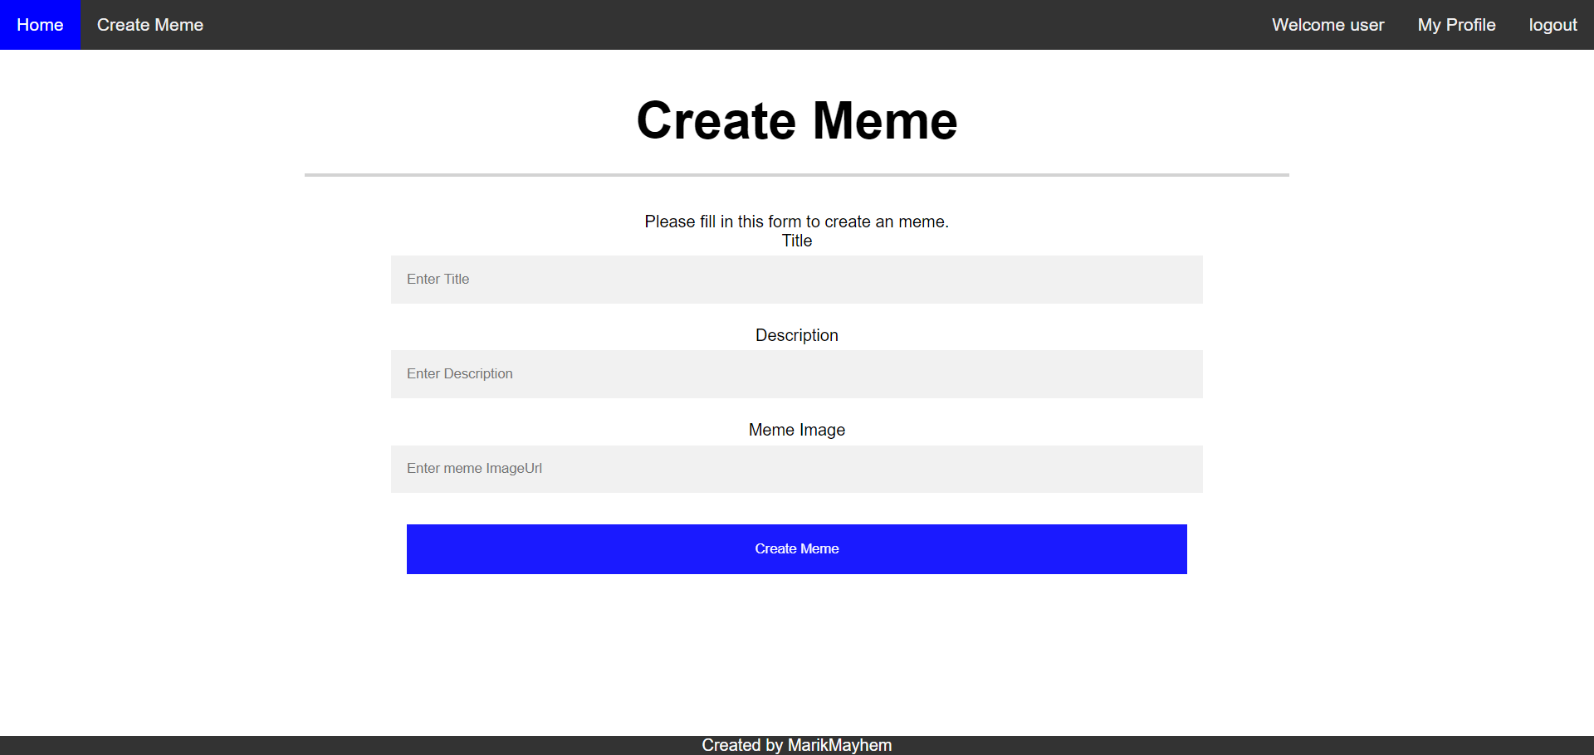 Home Create Meme Welcome user My Profile logout
Create Meme
Please fill in this form to create an meme.
Title
Enter Title
Description
Enter Description
Meme Image
Enter meme ImageUrl
Create Meme
Created by MarikMayhem